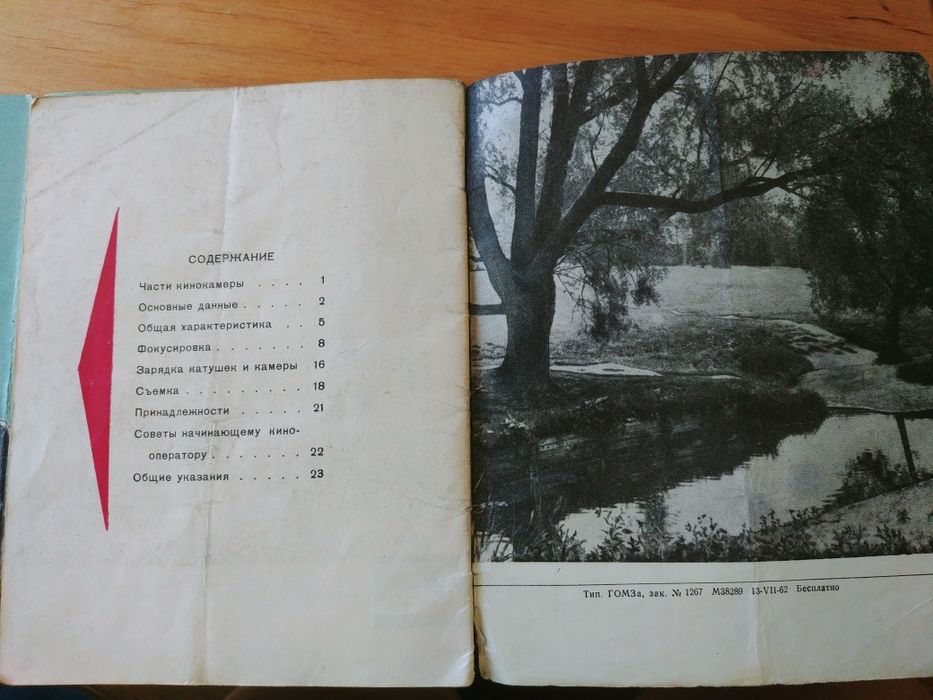 СОДЕРЖАНИЕ
Части кинокамеры . . . . 1
Основные данные . . . . 2
Общая характеристика . . 5
Фокусировка . . . . . . . 8
Зарядка катушек и камеры 16
Съемка . . . . . . . . . 18
Принадлежности . . . . . 21
Советы начинающему кино-
оператору . . . . . . . 22
Общие указания . . . . . 23
Тип. ГОМЗа, зак. № 1267 М38289 13-VII-62 Бесплатно